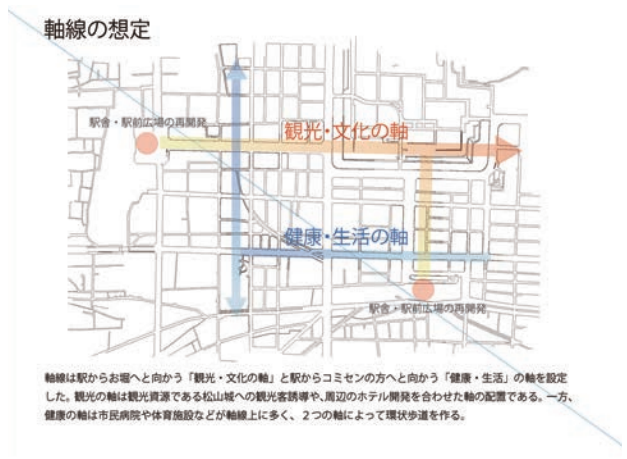 軸線の想定
駅舎・駅前広場の再開発
観光・文化の軸
健康・生活の軸
駅舎・駅前広場の再開発
軸線は駅からお堀へと向かう「観光・文化の軸」と駅からコミセンの方へと向かう「健康・生活」の軸を設定
した。観光の軸は観光資源である松山城への観光客誘導や、周辺のホテル開発を合わせた軸の配置である。一方、
健康の軸は市民病院や体育施設などが軸線上に多く、２つの軸によって環状歩道を作る。